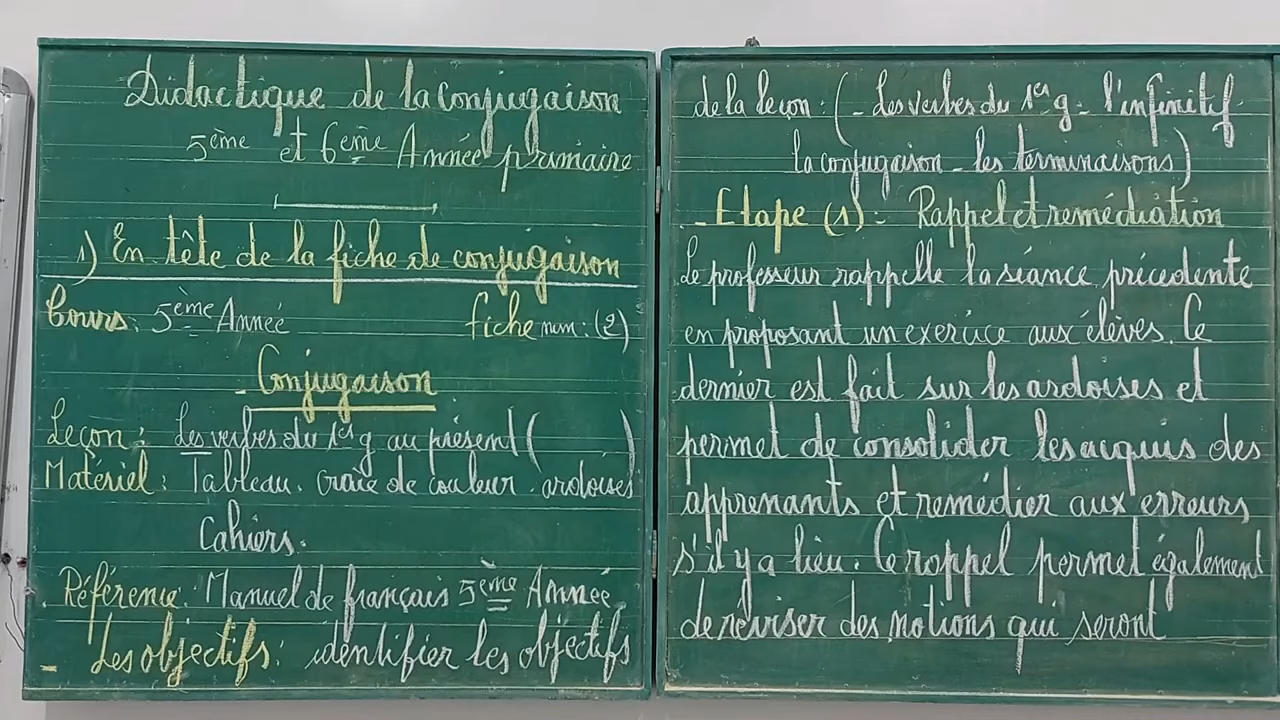 Didactique de la conjugaison
5ème et 6ème Année primaire
1) En tête de la fiche de conjugaison
Cours: 5ème Année fiche num: (2)
- Conjugaison
Leçon: Les verbes du 1er g au présent ( )
Matériel: Tableau. craie de couleur. ardoises
Cahiers.
. Référence: Manuel de français 5ème Année.
- Les objectifs: identifier les objectifs
de la leçon: (- Les verbes du 1er g - l'infinitif.
la conjugaison - les terminaisons)
- Etape (1): Rappel et remédiation
Le professeur rappelle la séance précédente
en proposant un exercice aux élèves. Ce
dernier est fait sur les ardoises et
permet de consolider les acquis des
apprenants et remédier aux erreurs
s'il y a lieu. Ce rappel permet également
de réviser des notions qui seront